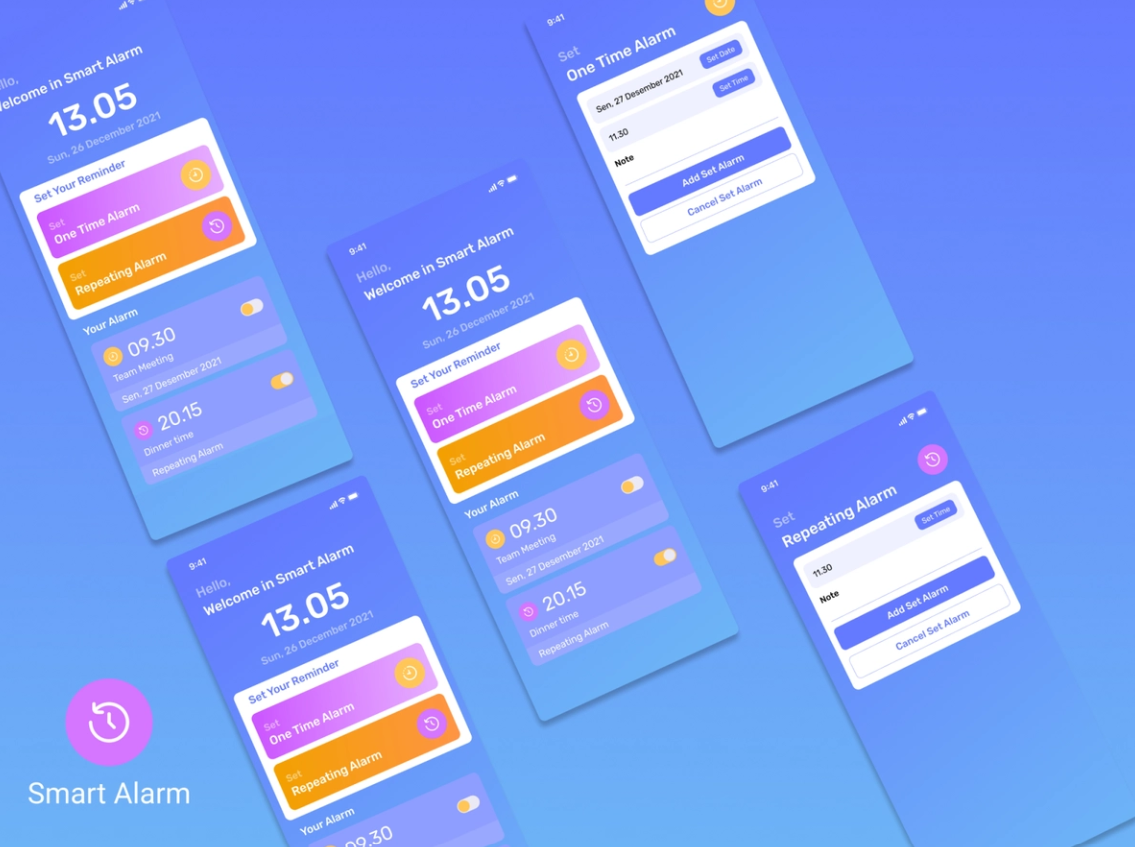 ello,
Welcome in Smart Alarm
13.05
Sun, 26 December 2021
Set Your Reminder
Set
One Time Alarm
Set
Repeating Alarm
Your Alarm
09.30
Team Meeting
Sen, 27 Desember 2021
20.15
Dinner time
Repeating Alarm
9:41
Set
One Time Alarm
Sen, 27 Desember 2021
Set Date
11.30
Set Time
Note
Add Set Alarm
Cancel Set Alarm
9:41
Hello,
Welcome in Smart Alarm
13.05
Sun, 26 December 2021
Set Your Reminder
Set
One Time Alarm
Set
Repeating Alarm
Your Alarm
09.30
Team Meeting
Sen, 27 Desember 2021
20.15
Dinner time
Repeating Alarm
9:41
Hello,
Welcome in Smart Alarm
13.05
Sun, 26 December 2021
Set Your Reminder
Set
One Time Alarm
Set
Repeating Alarm
Your Alarm
09.30
9:41
Set
Repeating Alarm
11.30
Set Time
Note
Add Set Alarm
Cancel Set Alarm
Smart Alarm